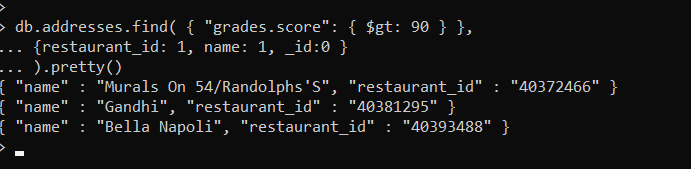 >
> db.addresses.find( { "grades.score": { $gt: 90 } },
... {restaurant_id: 1, name: 1, _id:0 }
... ).pretty()
{ "name" : "Murals On 54/Randolphs'S", "restaurant_id" : "40372466" }
{ "name" : "Gandhi", "restaurant_id" : "40381295" }
{ "name" : "Bella Napoli", "restaurant_id" : "40393488" }
>